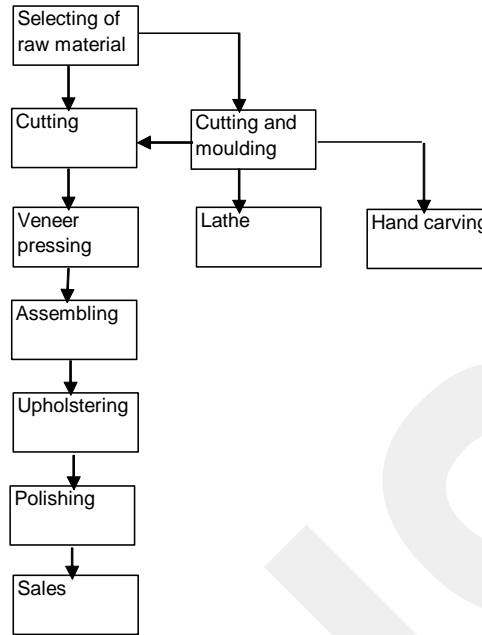 Selecting of
raw material
Cutting
Cutting and
moulding
Veneer
pressing
Lathe
Hand carving
Assembling
Upholstering
Polishing
Sales